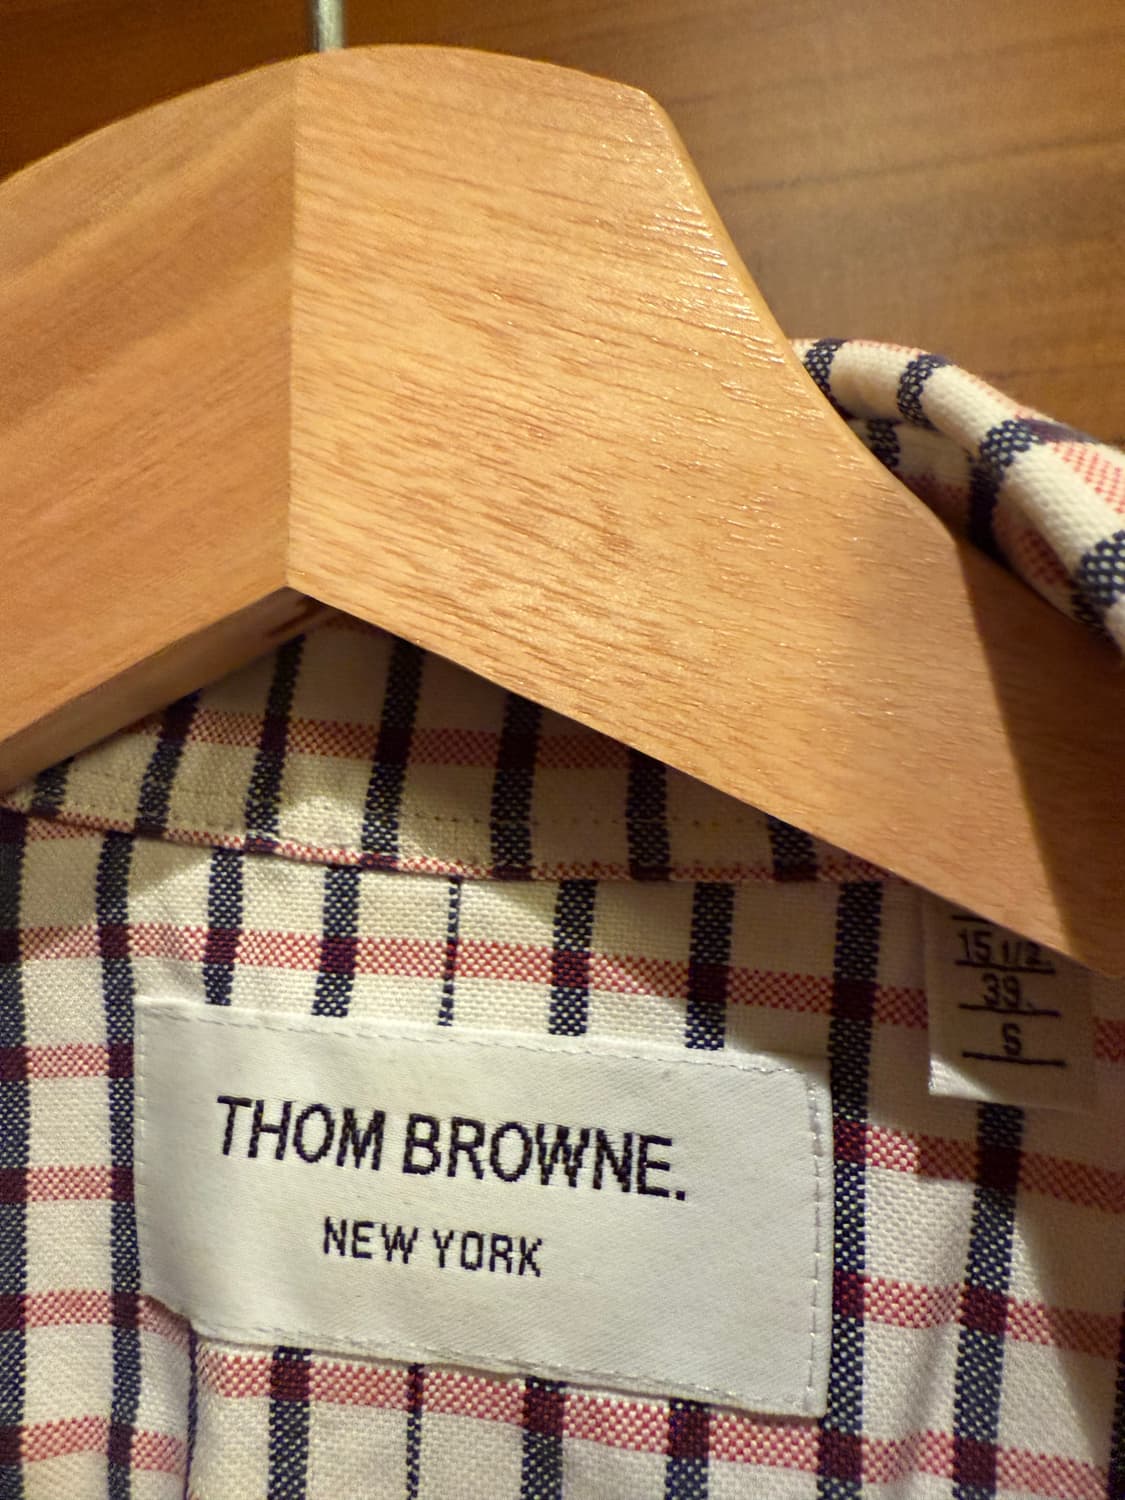 THOM BROWNE.
NEW YORK
15 1/2
39
S